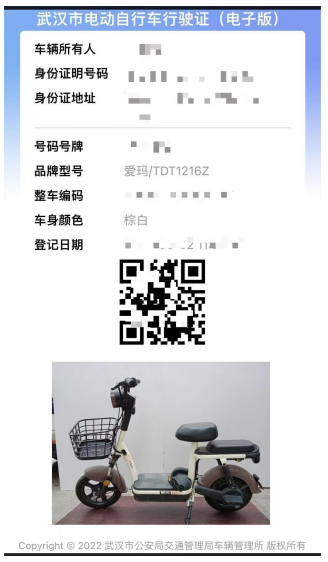 武汉市电动自行车行驶证（电子版）
车辆所有人
身份证明号码
身份证地址
号码号牌
品牌型号 爱玛/TDT1216Z
整车编码
车身颜色 棕白
登记日期
Copyright © 2022 武汉市公安局交通管理局车辆管理所 版权所有